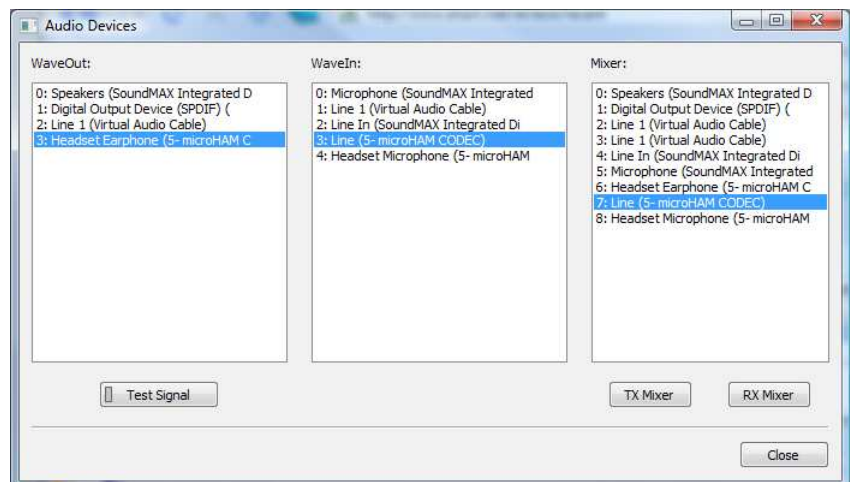 Audio Devices
WaveOut:
0: Speakers (SoundMAX Integrated D
1: Digital Output Device (SPDIF) (
2: Line 1 (Virtual Audio Cable)
3: Headset Earphone (5- microHAM C
Test Signal
WaveIn:
0: Microphone (SoundMAX Integrated
1: Line 1 (Virtual Audio Cable)
2: Line In (SoundMAX Integrated Di
3: Line (5- microHAM CODEC)
4: Headset Microphone (5- microHAM
Mixer:
0: Speakers (SoundMAX Integrated D
1: Digital Output Device (SPDIF) (
2: Line 1 (Virtual Audio Cable)
3: Line 1 (Virtual Audio Cable)
4: Line In (SoundMAX Integrated Di
5: Microphone (SoundMAX Integrated
6: Headset Earphone (5- microHAM C
7: Line (5- microHAM CODEC)
8: Headset Microphone (5- microHAM
TX Mixer
RX Mixer
Close